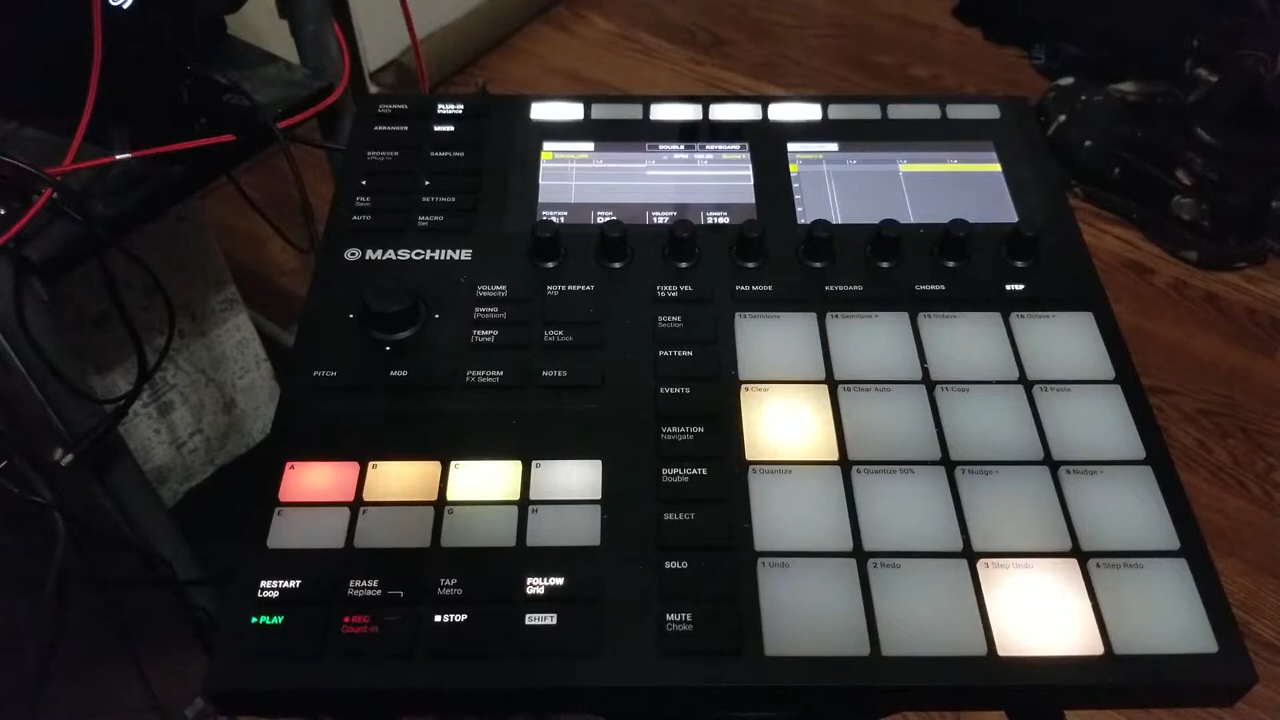 CHANNEL
MIDI
PLUG-IN
Instance
ARRANGER
MIXER
BROWSER
+Plug-in
SAMPLING
FILE
Save
SETTINGS
AUTO
MACRO
Set
MASCHINE
DOUBLE
KEYBOARD
BPM
POSITION
PITCH
VELOCITY
LENGTH
127
2160
VOLUME
[Velocity]
NOTE REPEAT
Arp
SWING
[Position]
TEMPO
[Tune]
LOCK
Ext Lock
PITCH
MOD
PERFORM
FX Select
NOTES
FIXED VEL
16 Vel
PAD MODE
KEYBOARD
CHORDS
STEP
SCENE
Section
PATTERN
EVENTS
VARIATION
Navigate
DUPLICATE
Double
SELECT
SOLO
MUTE
Choke
13 Semitone -
14 Semitone +
15 Octave -
16 Octave +
9 Clear
10 Clear Auto
11 Copy
12 Paste
5 Quantize
6 Quantize 50%
7 Nudge <
8 Nudge >
1 Undo
2 Redo
3 Step Undo
4 Step Redo
A
B
C
D
E
F
G
H
RESTART
Loop
ERASE
Replace
TAP
Metro
FOLLOW
Grid
PLAY
REC
Count-in
STOP
SHIFT